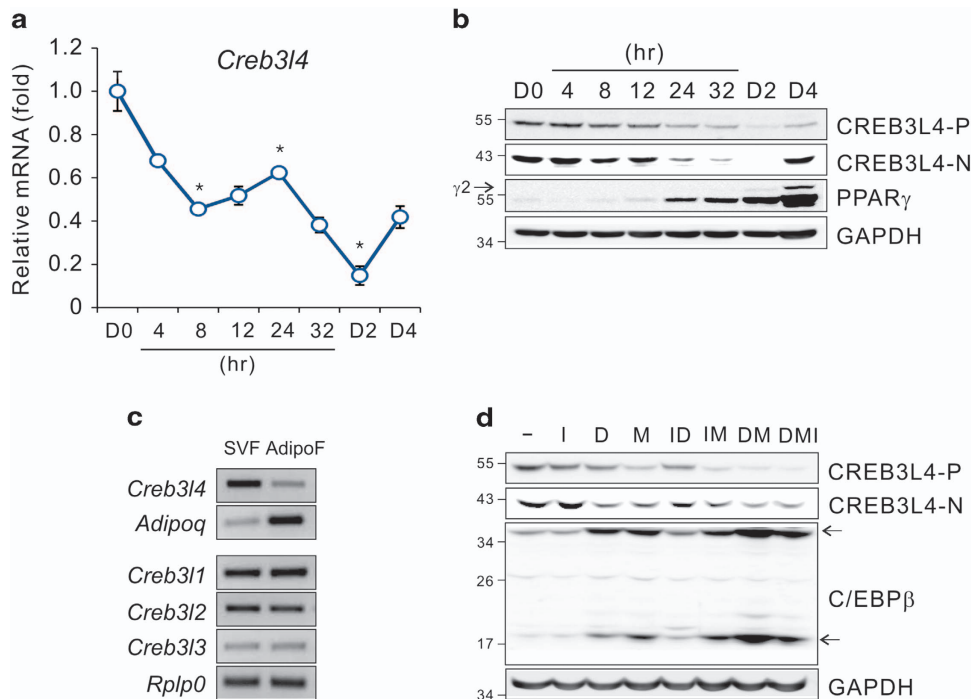 a
Creb3l4
Relative mRNA (fold)
1.2
1.0
0.8
0.6
0.4
0.2
0
*
*
*
D0 4 8 12 24 32 D2 D4
(hr)
b
(hr)
D0 4 8 12 24 32 D2 D4
55 CREB3L4-P
43 CREB3L4-N
γ2→
55 PPARγ
34 GAPDH
c
SVF AdipoF
Creb3l4
Adipoq
Creb3l1
Creb3l2
Creb3l3
Rplp0
d
– I D M ID IM DM DMI
55 CREB3L4-P
43 CREB3L4-N
34 ←
26
C/EBPβ
17 ←
34 GAPDH